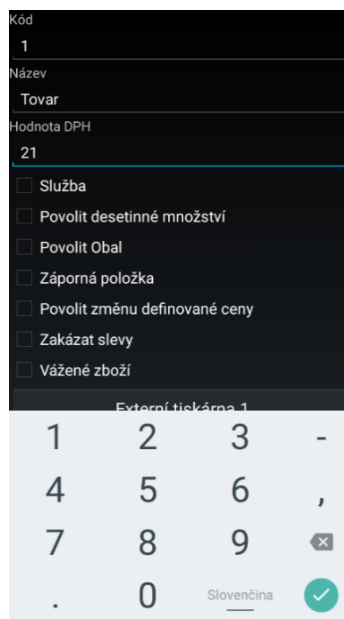 Kód
1
Název
Tovar
Hodnota DPH
21
Služba
Povolit desetinné množství
Povolit Obal
Záporná položka
Povolit změnu definované ceny
Zakázat slevy
Vážené zboží
Externí tiskárna 1
1 2 3 -
4 5 6 ,
7 8 9
. 0 Slovenčina